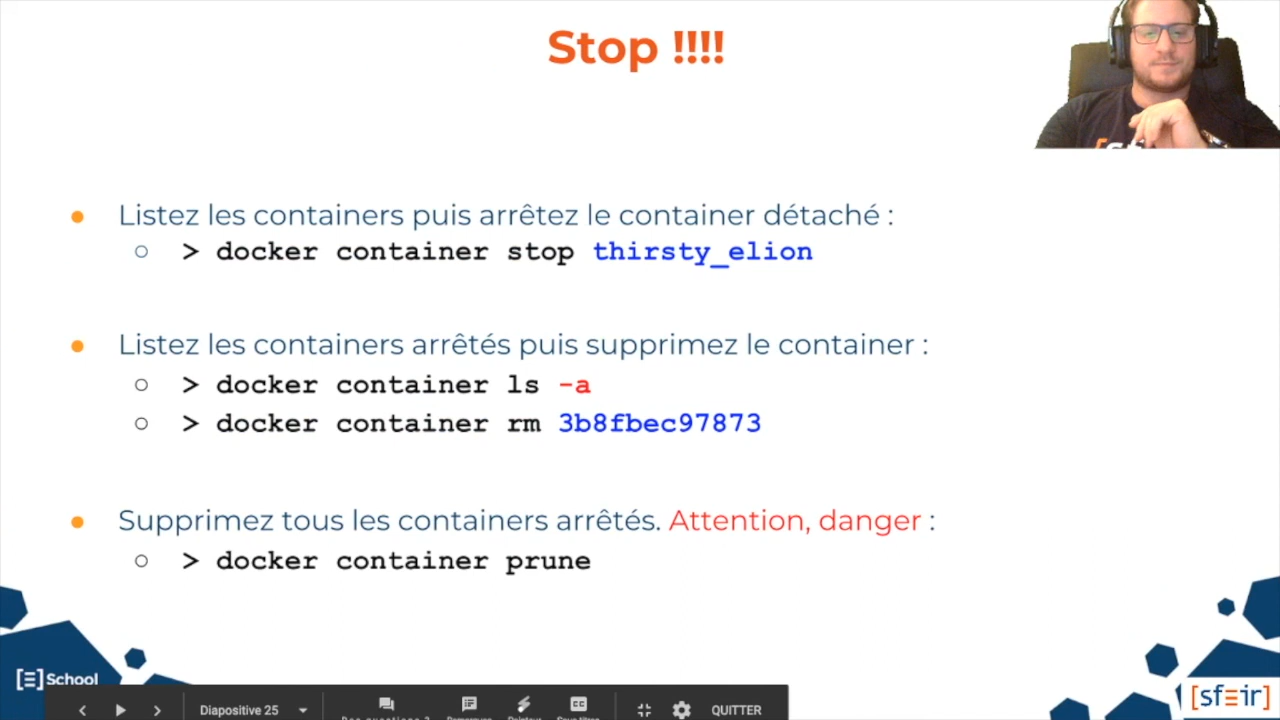 Stop !!!!
Listez les containers puis arrêtez le container détaché :
> docker container stop thirsty_elion
Listez les containers arrêtés puis supprimez le container :
> docker container ls -a
> docker container rm 3b8fbec97873
Supprimez tous les containers arrêtés. Attention, danger :
> docker container prune
School
[sfeir]
Diapositive 25
QUITTER